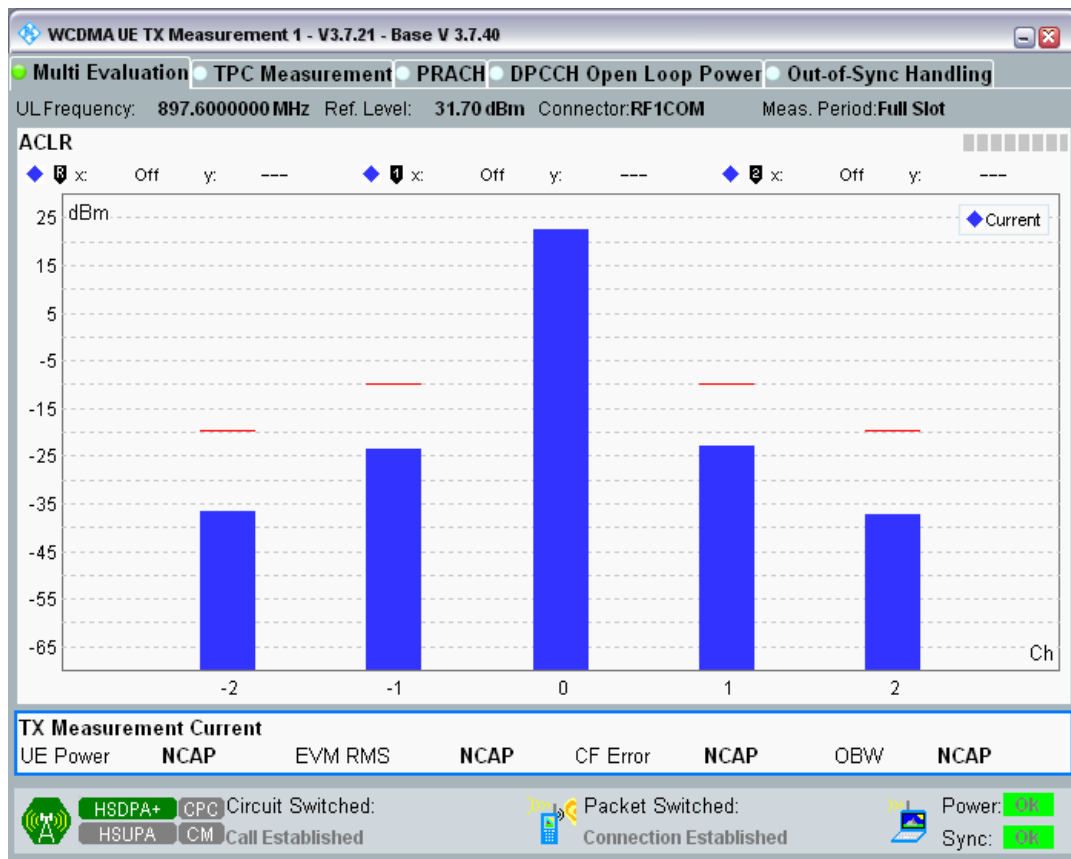 WCDMA UE TX Measurement 1 - V3.7.21 - Base V 3.7.40
Multi Evaluation TPC Measurement PRACH DPCCH Open Loop Power Out-of-Sync Handling
ULFrequency: 897.6000000 MHz Ref. Level: 31.70 dBm Connector:RF1COM Meas. Period:Full Slot
ACLR
R x: Off y: --- 1 x: Off y: --- 2 x: Off y: ---
dBm
Current
25
15
5
-5
-15
-25
-35
-45
-55
-65
Ch
-2 -1 0 1 2
TX Measurement Current
UE Power NCAP EVM RMS NCAP CF Error NCAP OBW NCAP
HSDPA+ CPC Circuit Switched: Packet Switched: Power: OK
HSUPA CM Call Established Connection Established Sync: OK